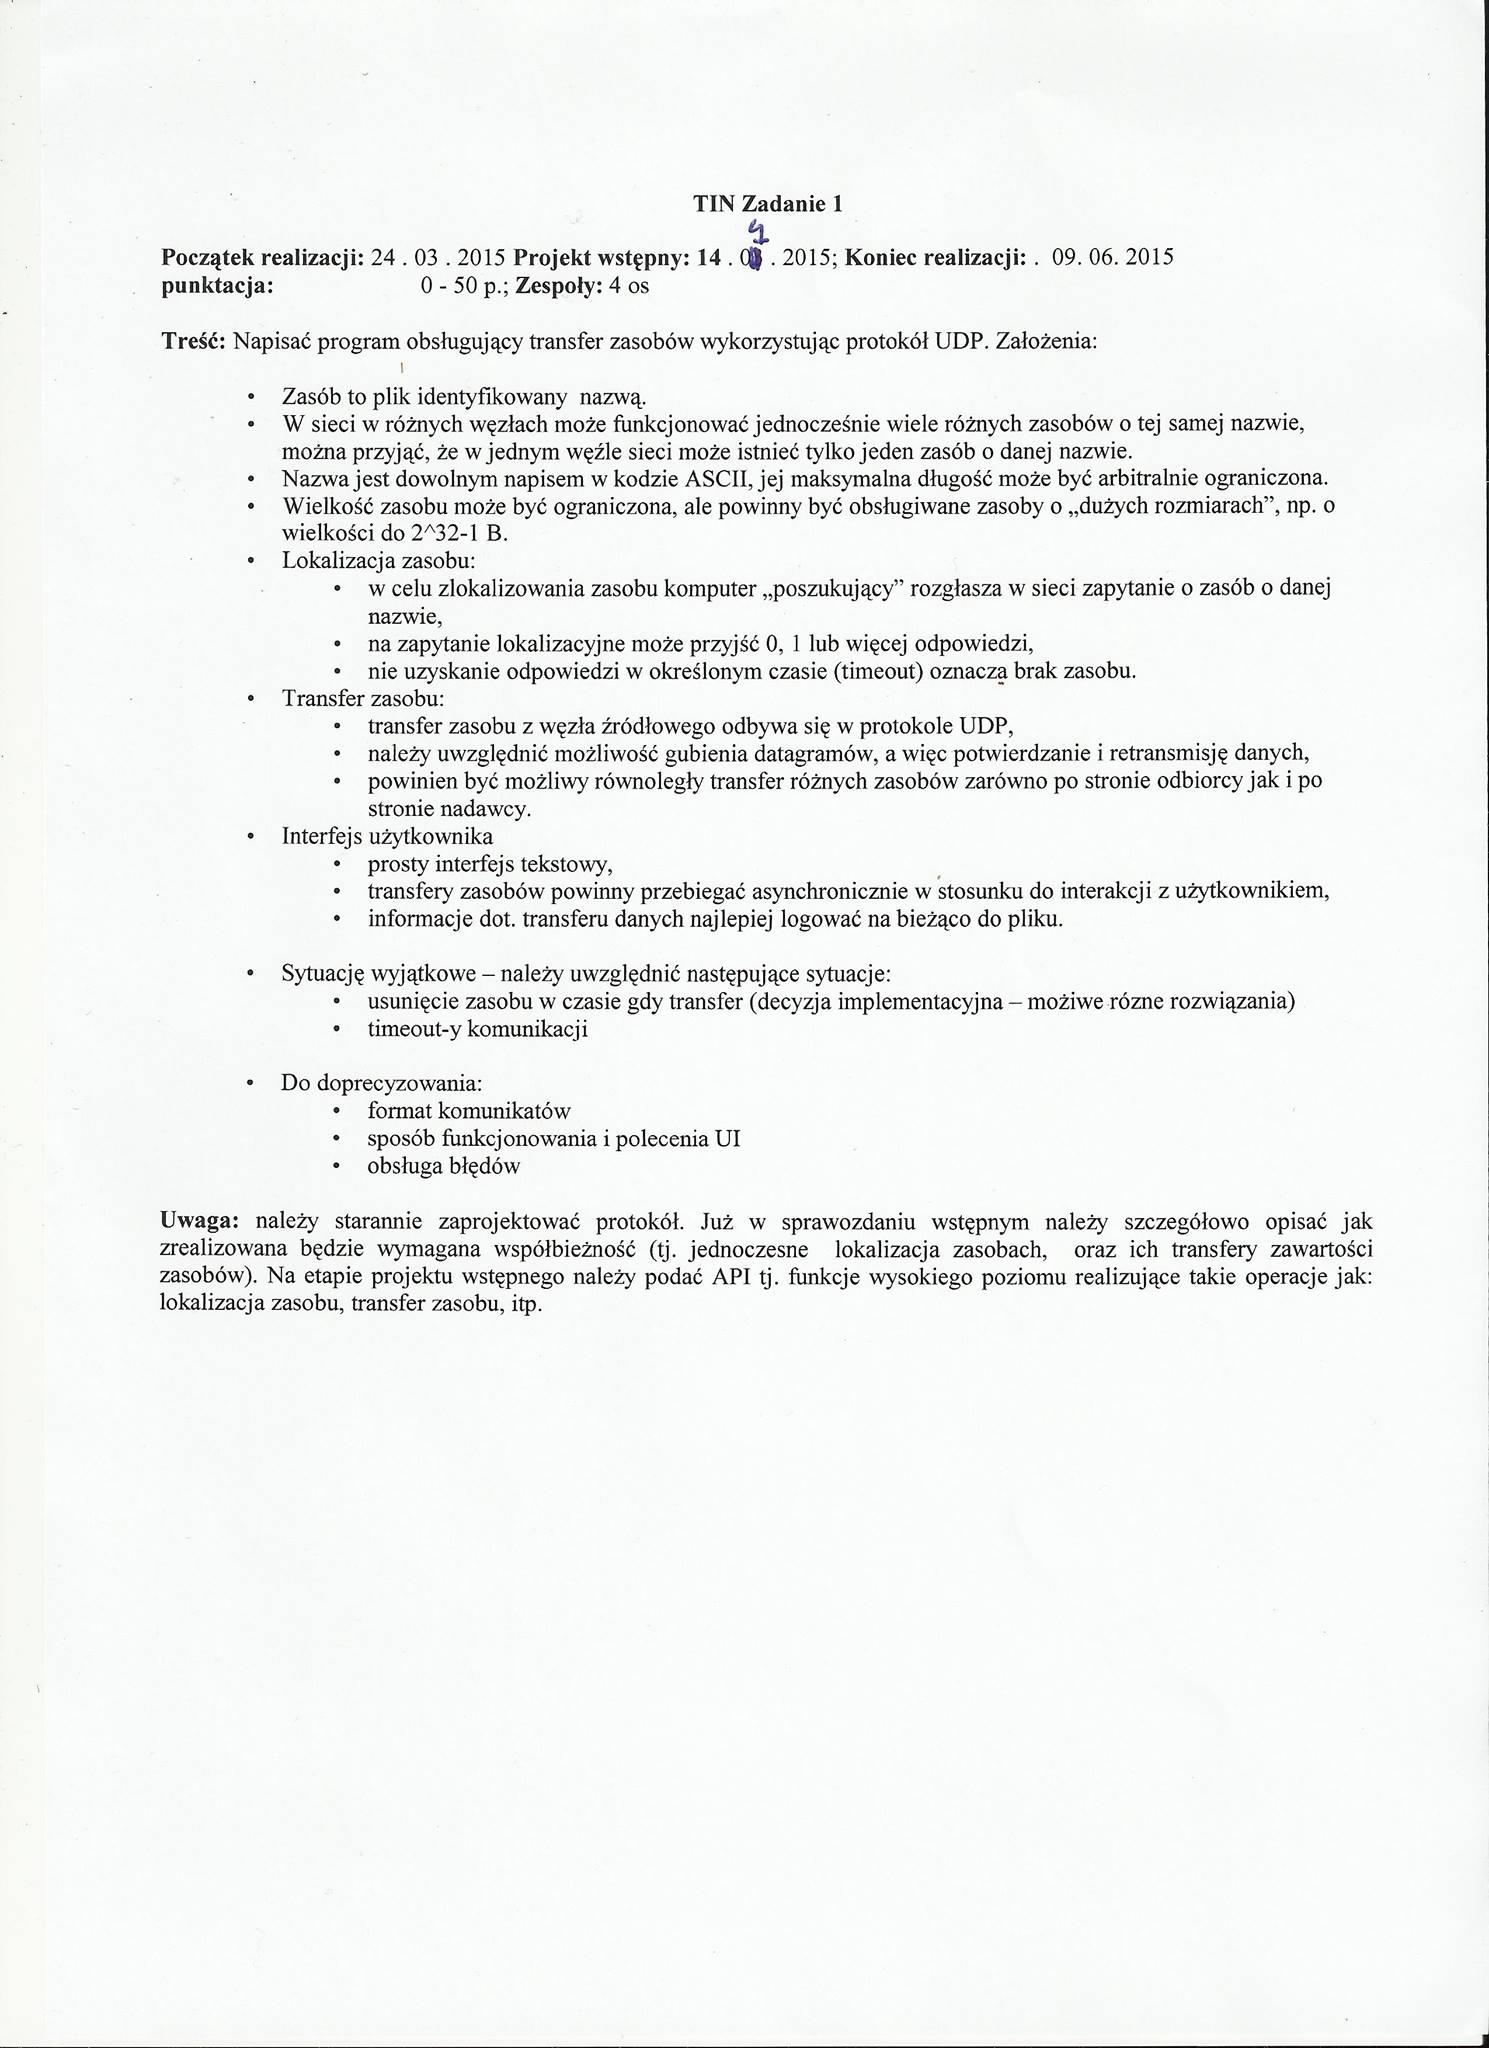 TIN Zadanie 1
4
Początek realizacji: 24 . 03 . 2015 Projekt wstępny: 14 . 0 . 2015; Koniec realizacji: . 09. 06. 2015
punktacja: 0 - 50 p.; Zespoły: 4 os
Treść: Napisać program obsługujący transfer zasobów wykorzystując protokół UDP. Założenia:
• Zasób to plik identyfikowany nazwą.
• W sieci w różnych węzłach może funkcjonować jednocześnie wiele różnych zasobów o tej samej nazwie,
można przyjąć, że w jednym węźle sieci może istnieć tylko jeden zasób o danej nazwie.
• Nazwa jest dowolnym napisem w kodzie ASCII, jej maksymalna długość może być arbitralnie ograniczona.
• Wielkość zasobu może być ograniczona, ale powinny być obsługiwane zasoby o „dużych rozmiarach”, np. o
wielkości do 2^32-1 B.
• Lokalizacja zasobu:
• w celu zlokalizowania zasobu komputer „poszukujący” rozgłasza w sieci zapytanie o zasób o danej
nazwie,
• na zapytanie lokalizacyjne może przyjść 0, 1 lub więcej odpowiedzi,
• nie uzyskanie odpowiedzi w określonym czasie (timeout) oznacza brak zasobu.
• Transfer zasobu:
• transfer zasobu z węzła źródłowego odbywa się w protokole UDP,
• należy uwzględnić możliwość gubienia datagramów, a więc potwierdzanie i retransmisję danych,
• powinien być możliwy równoległy transfer różnych zasobów zarówno po stronie odbiorcy jak i po
stronie nadawcy.
• Interfejs użytkownika
• prosty interfejs tekstowy,
• transfery zasobów powinny przebiegać asynchronicznie w stosunku do interakcji z użytkownikiem,
• informacje dot. transferu danych najlepiej logować na bieżąco do pliku.
• Sytuację wyjątkowe – należy uwzględnić następujące sytuacje:
• usunięcie zasobu w czasie gdy transfer (decyzja implementacyjna – możiwe rózne rozwiązania)
• timeout-y komunikacji
• Do doprecyzowania:
• format komunikatów
• sposób funkcjonowania i polecenia UI
• obsługa błędów
Uwaga: należy starannie zaprojektować protokół. Już w sprawozdaniu wstępnym należy szczegółowo opisać jak
zrealizowana będzie wymagana współbieżność (tj. jednoczesne lokalizacja zasobach, oraz ich transfery zawartości
zasobów). Na etapie projektu wstępnego należy podać API tj. funkcje wysokiego poziomu realizujące takie operacje jak:
lokalizacja zasobu, transfer zasobu, itp.